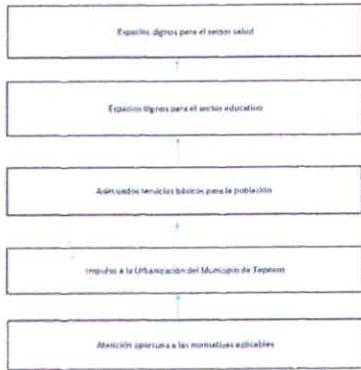 Espacios dignos para el sector salud
Espacios dignos para el sector educativo
Adecuados servicios básicos para la población
Impulso a la Urbanización del Municipio de
Atención oportuna a las normativas aplicables